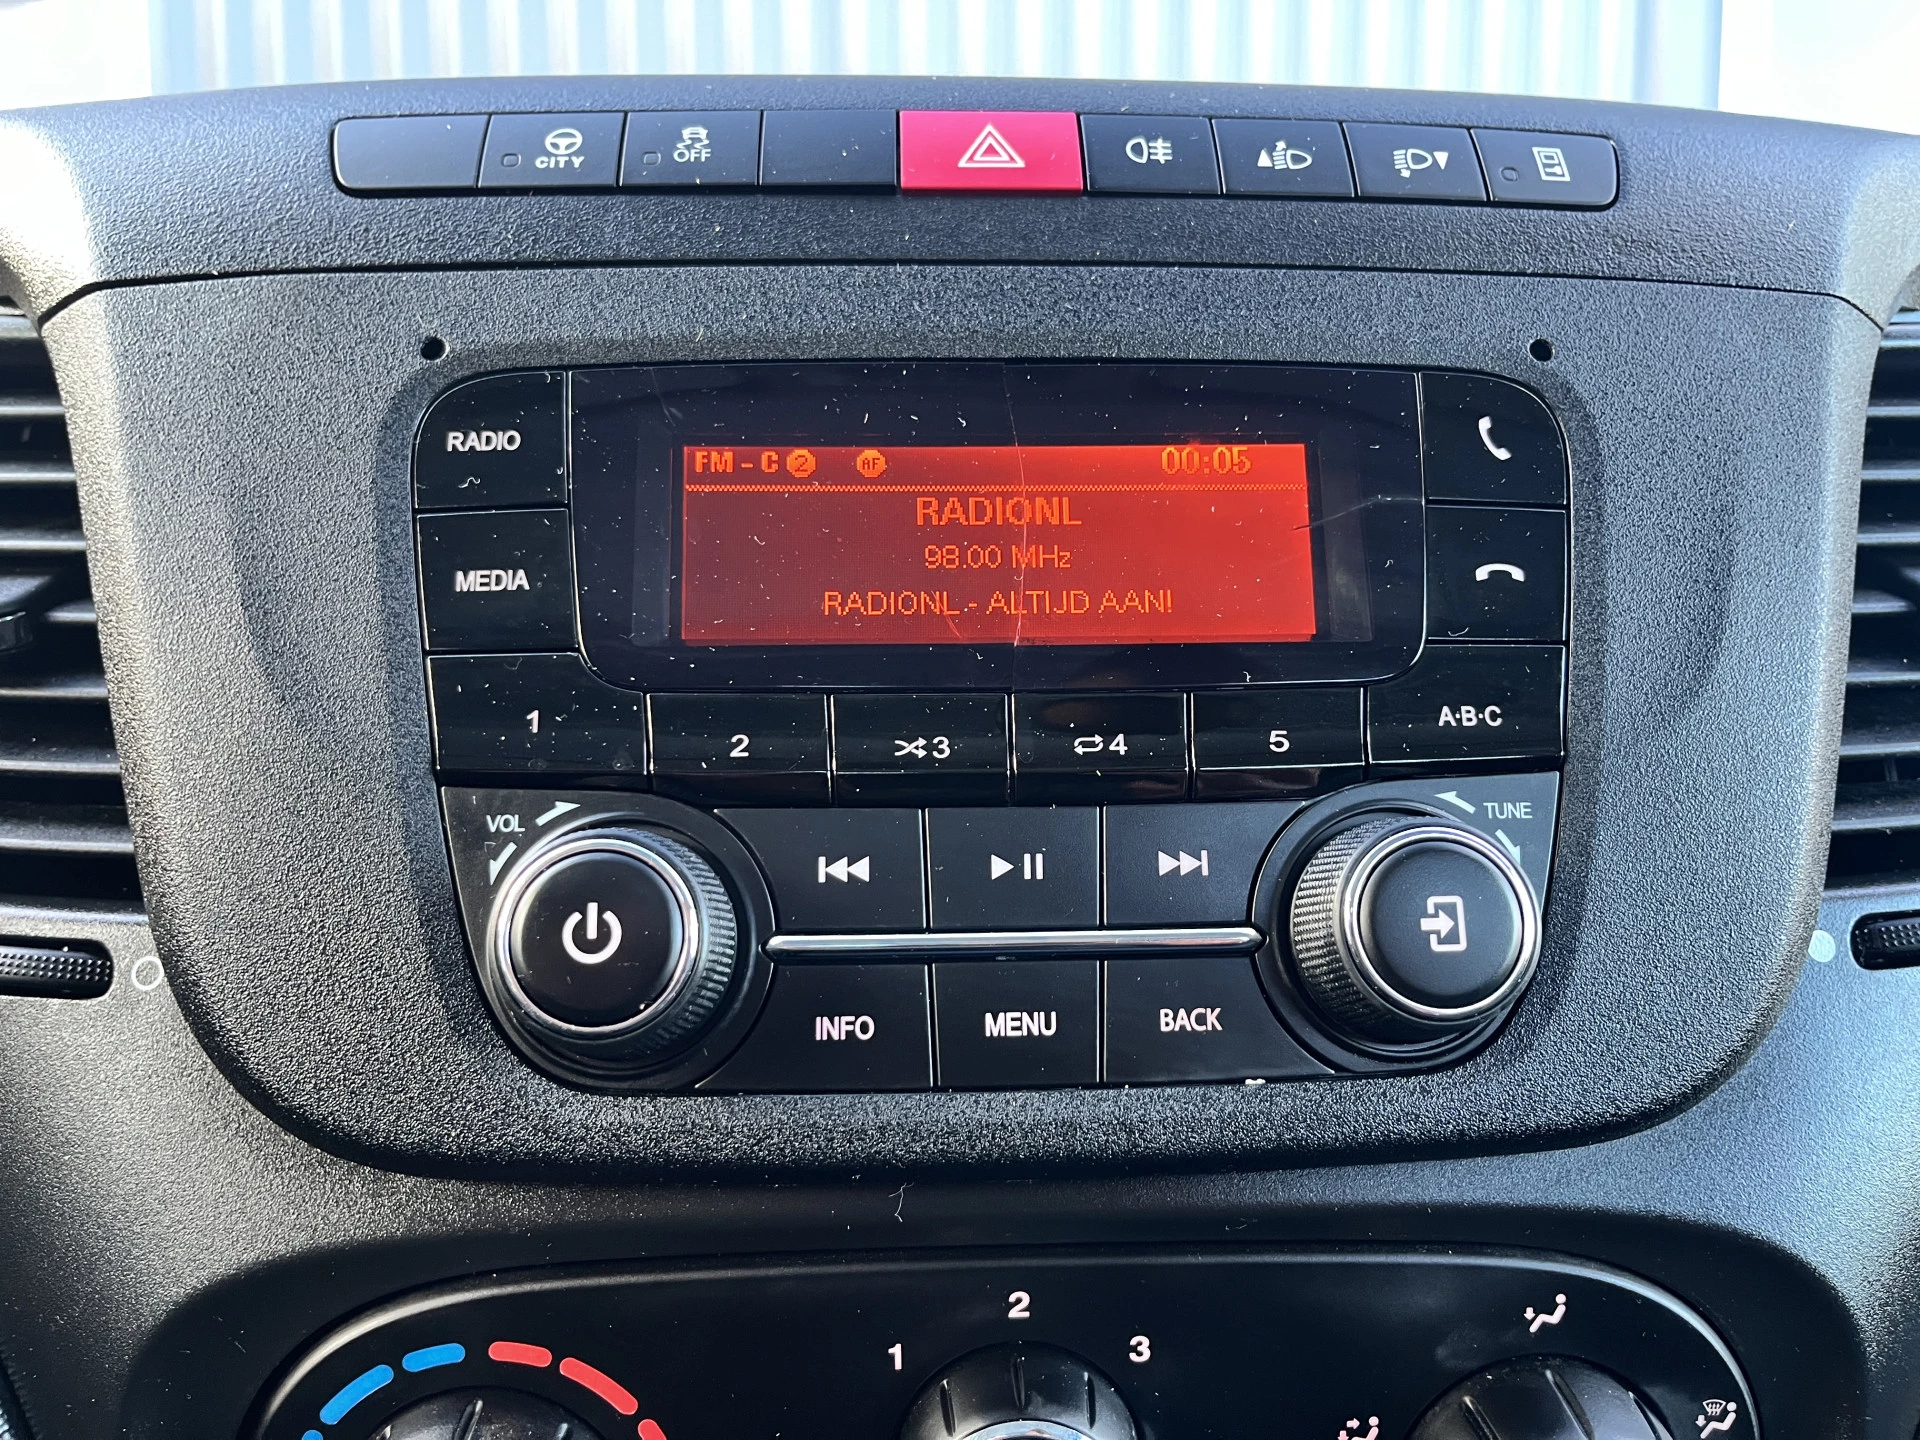 CITY
OFF
RADIO
FM - C 2 AF 00:05
RADIONL
98.00 MHz
RADIONL - ALTIJD AAN!
MEDIA
1
2
3
4
5
A·B·C
VOL
TUNE
INFO
MENU
BACK
1
2
3